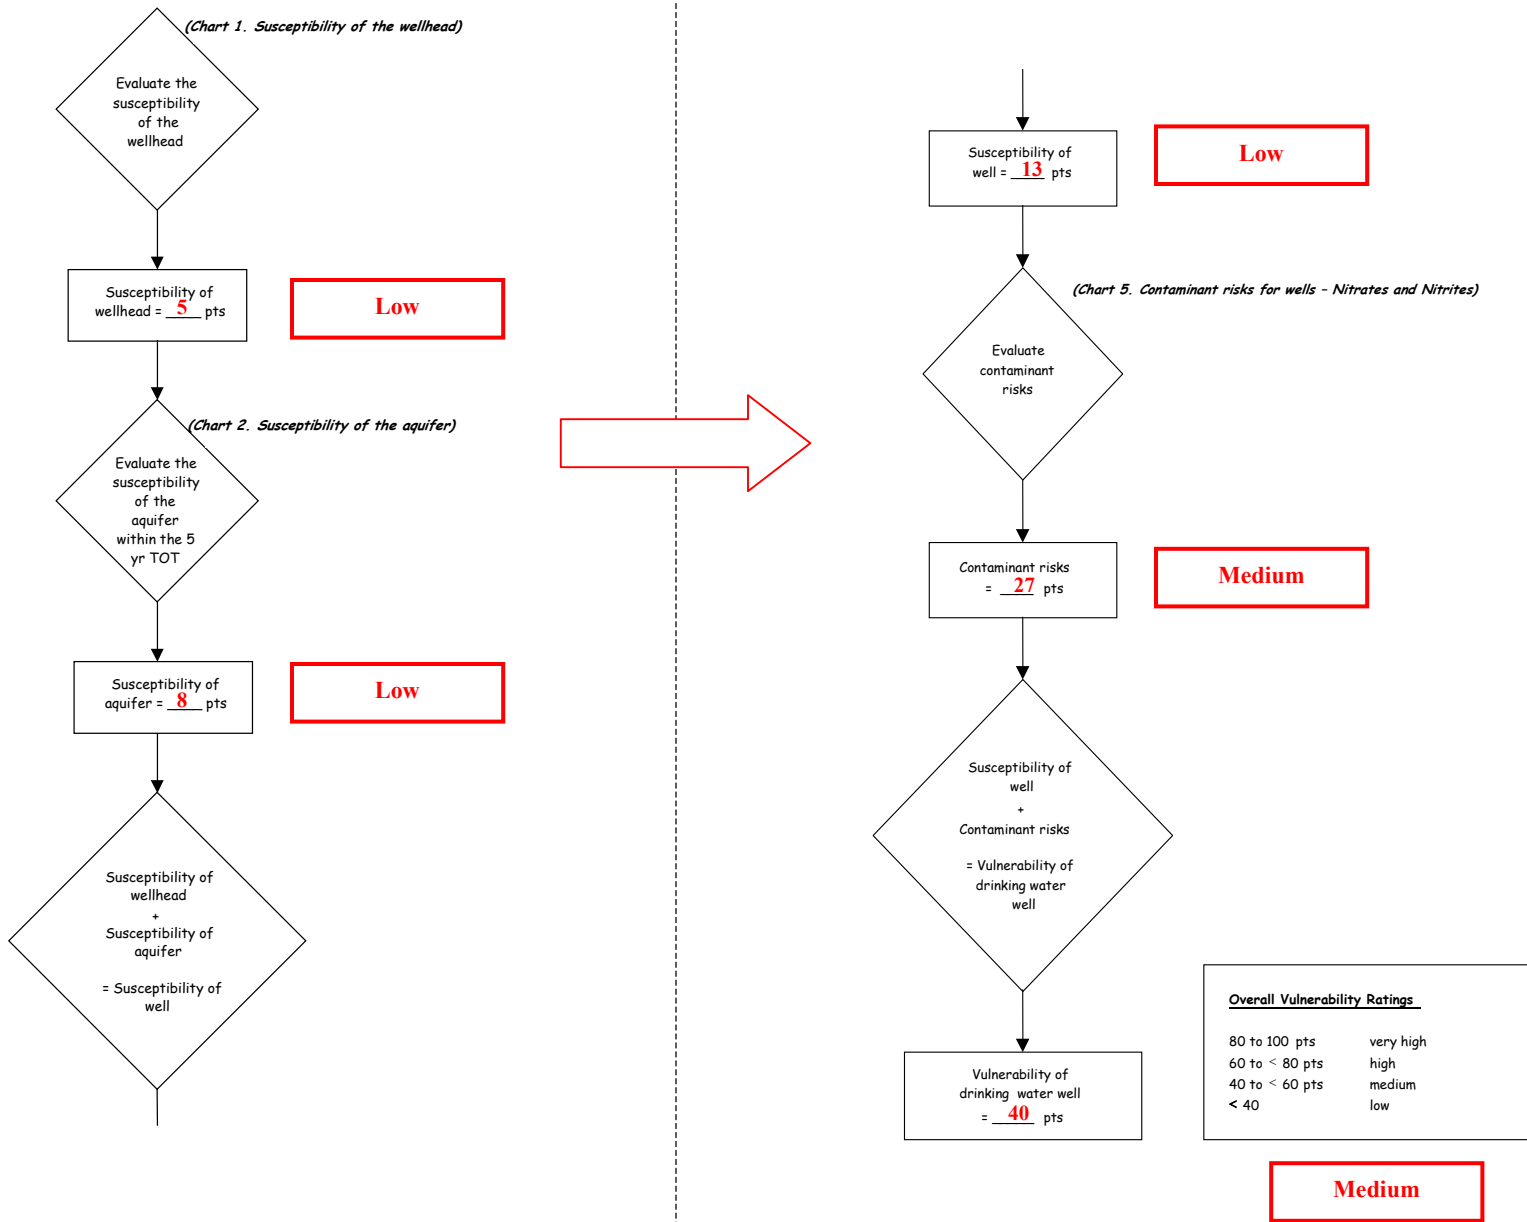 (Chart 1. Susceptibility of the wellhead)
Evaluate the
susceptibility
of the
wellhead
Susceptibility of
wellhead = 5 pts
Low
(Chart 2. Susceptibility of the aquifer)
Evaluate the
susceptibility
of the
aquifer
within the 5
yr TOT
Susceptibility of
aquifer = 8 pts
Low
Susceptibility of
wellhead
+
Susceptibility of
aquifer
= Susceptibility of
well
Susceptibility of
well = 13 pts
Low
(Chart 5. Contaminant risks for wells – Nitrates and Nitrites)
Evaluate
contaminant
risks
Contaminant risks
= 27 pts
Medium
Susceptibility of
well
+
Contaminant risks
= Vulnerability of
drinking water
well
Vulnerability of
drinking water well
= 40 pts
Overall Vulnerability Ratings
80 to 100 pts very high
60 to < 80 pts high
40 to < 60 pts medium
< 40 low
Medium